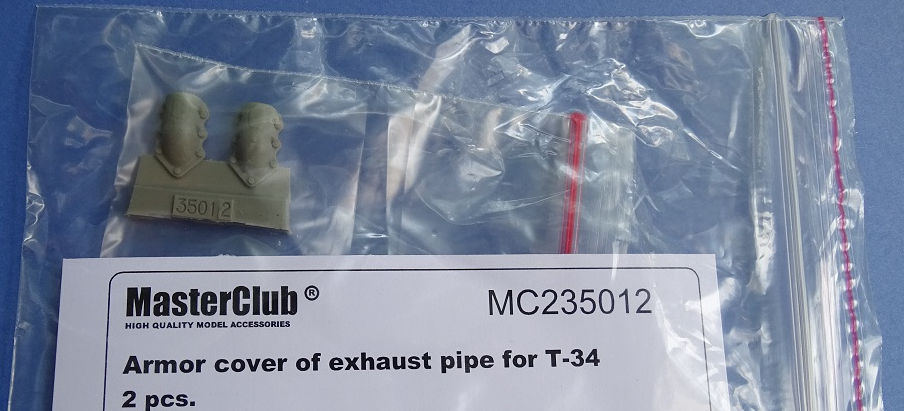 35012
MasterClub® MC235012
HIGH QUALITY MODEL ACCESSORIES
Armor cover of exhaust pipe for T-34
2 pcs.